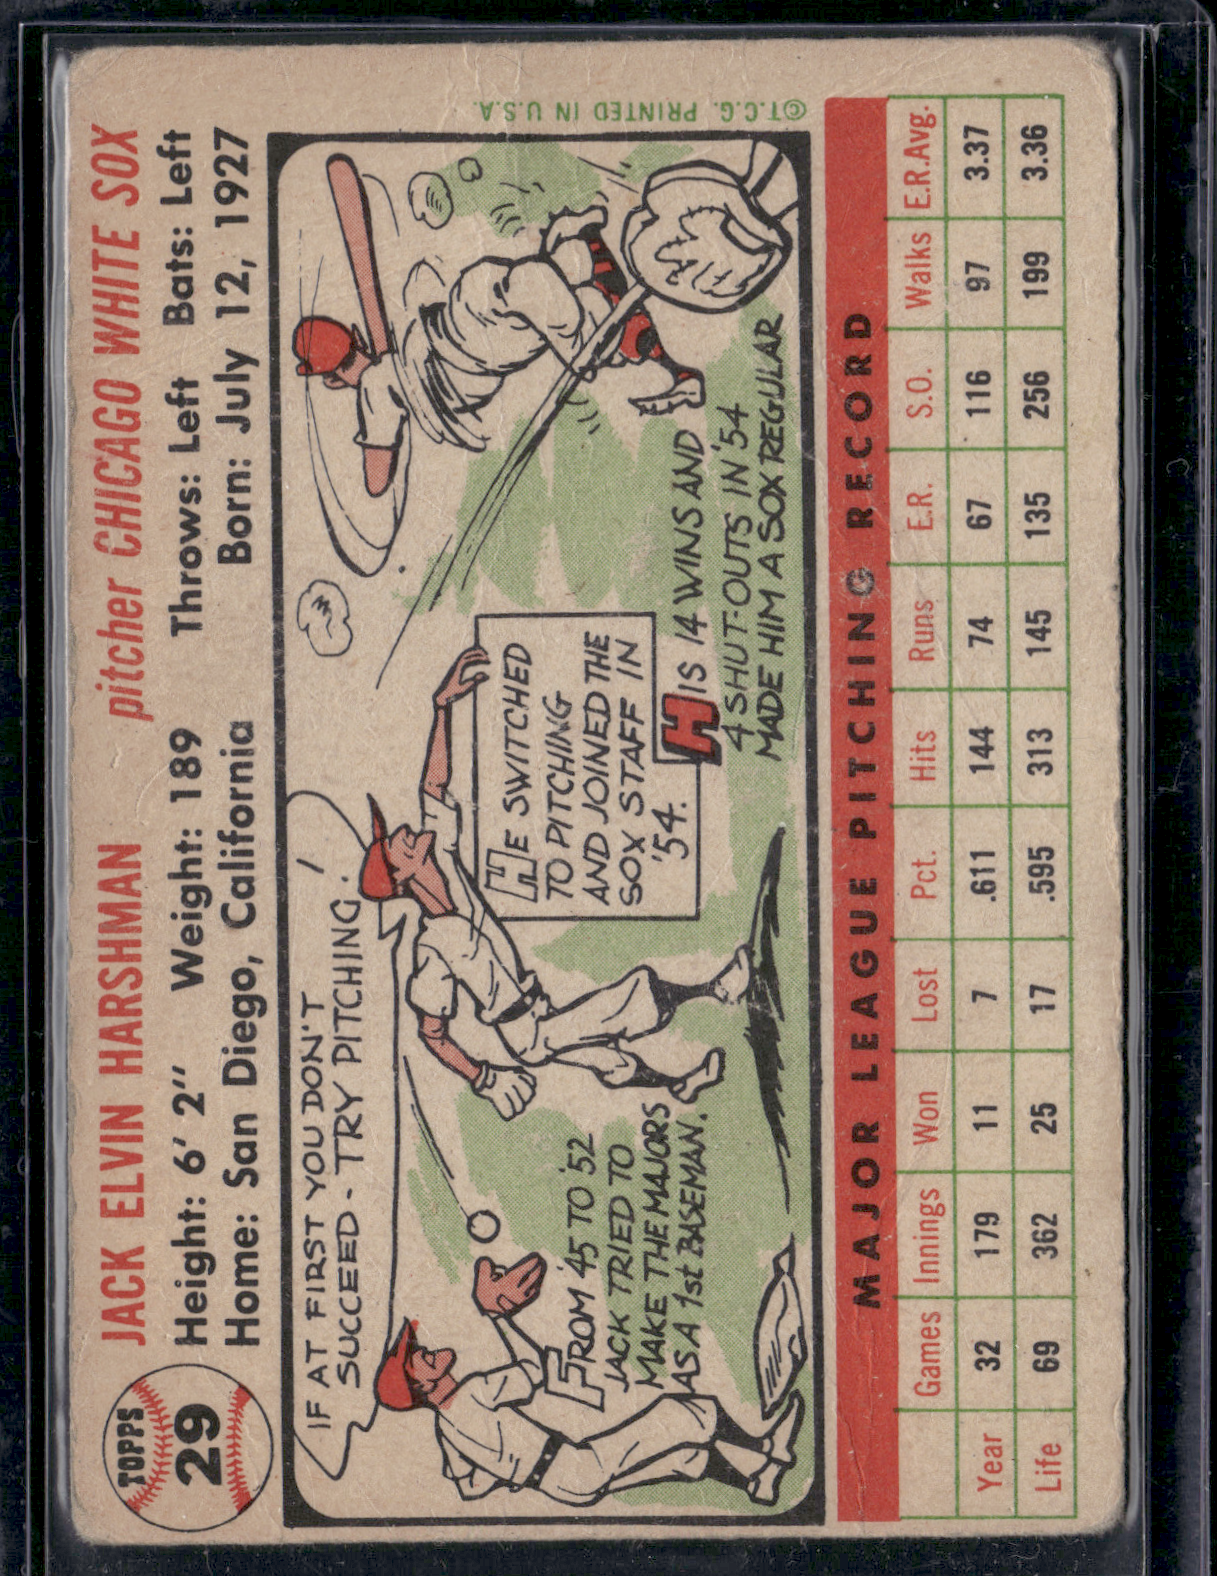 TOPPS
29
JACK ELVIN HARSHMAN pitcher CHICAGO WHITE SOX
Height: 6' 2" Weight: 189 Throws: Left Bats: Left
Home: San Diego, California Born: July 12, 1927
IF AT FIRST YOU DON'T
SUCCEED - TRY PITCHING!
FROM '45 TO '52
JACK TRIED TO
MAKE THE MAJORS
AS A 1st BASEMAN.
HE SWITCHED
TO PITCHING
AND JOINED THE
SOX STAFF IN
'54.
HIS 14 WINS AND
4 SHUT-OUTS IN '54
MADE HIM A SOX REGULAR
©T.C.G. PRINTED IN U.S.A.
MAJOR LEAGUE PITCHING RECORD
Games Innings Won Lost Pct. Hits Runs E.R. S.O. Walks E.R.Avg.
Year 32 179 11 7 .611 144 74 67 116 97 3.37
Life 69 362 25 17 .595 313 145 135 256 199 3.36